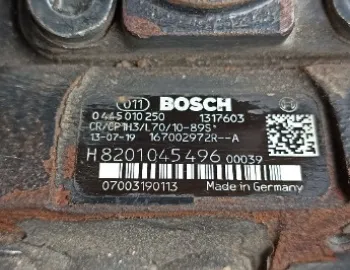 011 BOSCH
0 445 010 250 1317603
CR/CP1H3/L70/10-89S*
13-07-19 167002972R--A
H8201045496 00039
07003190113 Made in Germany